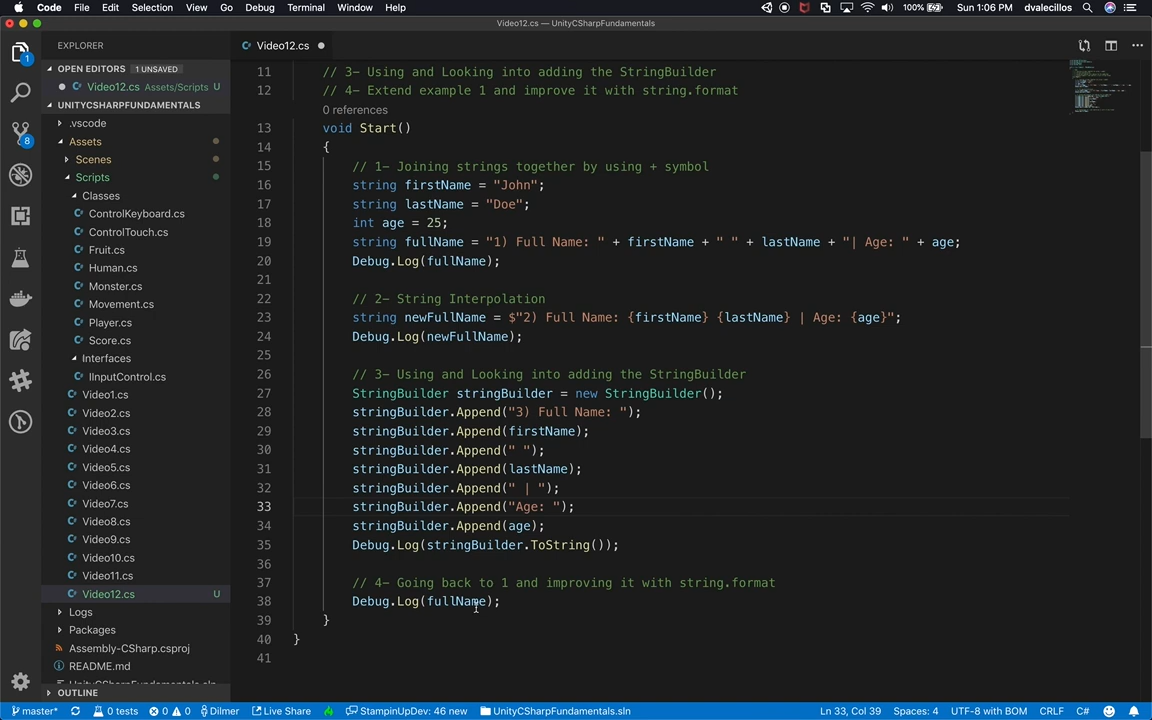 Code File Edit Selection View Go Debug Terminal Window Help 100% Sun 1:06 PM dvalecillos
Video12.cs — UnityCSharpFundamentals
EXPLORER
Video12.cs
OPEN EDITORS 1 UNSAVED
Video12.cs Assets/Scripts U
UNITYCSHARPFUNDAMENTALS
.vscode
Assets
Scenes
Scripts
Classes
ControlKeyboard.cs
ControlTouch.cs
Fruit.cs
Human.cs
Monster.cs
Movement.cs
Player.cs
Score.cs
Interfaces
IInputControl.cs
Video1.cs
Video2.cs
Video3.cs
Video4.cs
Video5.cs
Video6.cs
Video7.cs
Video8.cs
Video9.cs
Video10.cs
Video11.cs
Video12.cs U
Logs
Packages
Assembly-CSharp.csproj
README.md
UnityCSharpFundamentals.sln
OUTLINE
1
8
11 // 3- Using and Looking into adding the StringBuilder
12 // 4- Extend example 1 and improve it with string.format
0 references
13 void Start()
14 {
15 // 1- Joining strings together by using + symbol
16 string firstName = "John";
17 string lastName = "Doe";
18 int age = 25;
19 string fullName = "1) Full Name: " + firstName + " " + lastName + "| Age: " + age;
20 Debug.Log(fullName);
21
22 // 2- String Interpolation
23 string newFullName = $"2) Full Name: {firstName} {lastName} | Age: {age}";
24 Debug.Log(newFullName);
25
26 // 3- Using and Looking into adding the StringBuilder
27 StringBuilder stringBuilder = new StringBuilder();
28 stringBuilder.Append("3) Full Name: ");
29 stringBuilder.Append(firstName);
30 stringBuilder.Append(" ");
31 stringBuilder.Append(lastName);
32 stringBuilder.Append(" | ");
33 stringBuilder.Append("Age: ");
34 stringBuilder.Append(age);
35 Debug.Log(stringBuilder.ToString());
36
37 // 4- Going back to 1 and improving it with string.format
38 Debug.Log(fullName);
39 }
40 }
41
master* 0 tests 0 0 Dilmer Live Share StampinUpDev: 46 new UnityCSharpFundamentals.sln Ln 33, Col 39 Spaces: 4 UTF-8 with BOM CRLF C#